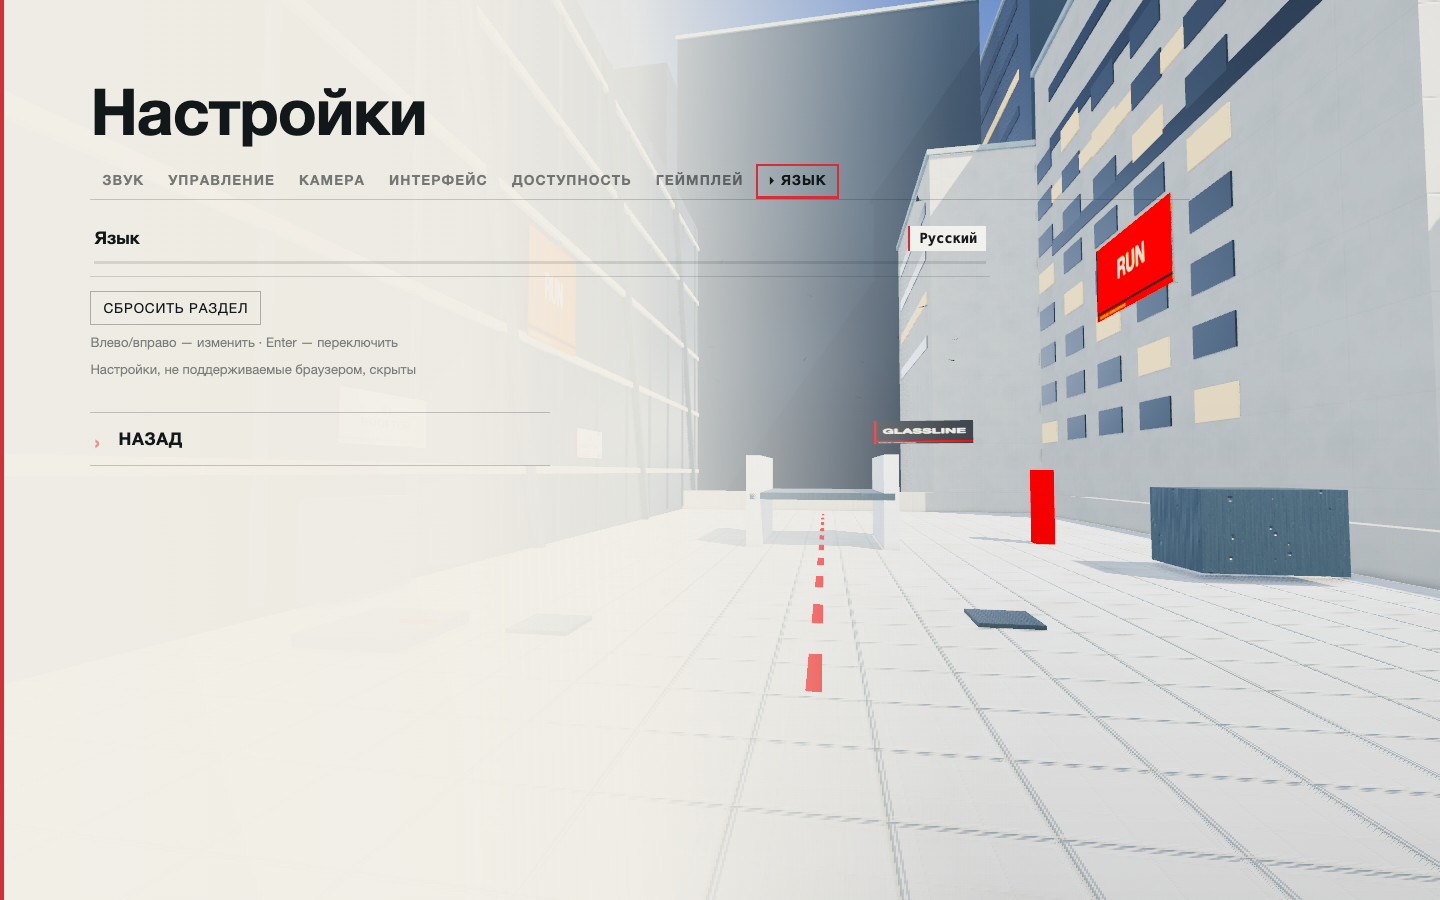 Настройки
ЗВУК УПРАВЛЕНИЕ КАМЕРА ИНТЕРФЕЙС ДОСТУПНОСТЬ ГЕЙМПЛЕЙ ЯЗЫК
Язык Русский
RUN
RUN
СБРОСИТЬ РАЗДЕЛ
Влево/вправо — изменить · Enter — переключить
Настройки, не поддерживаемые браузером, скрыты
GLASSLINE
НАЗАД